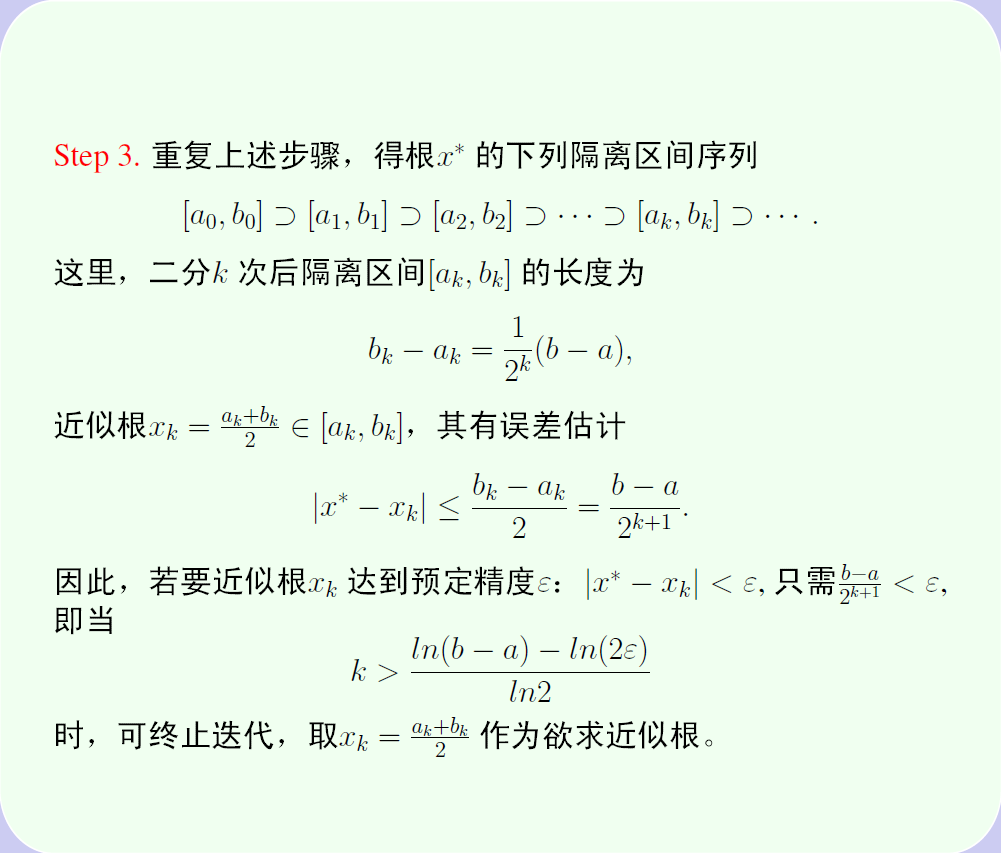 Step 3. 重复上述步骤，得根$x^*$ 的下列隔离区间序列
$[a_0, b_0] \supset [a_1, b_1] \supset [a_2, b_2] \supset \cdots \supset [a_k, b_k] \supset \cdots .$
这里，二分$k$ 次后隔离区间$[a_k, b_k]$ 的长度为
$b_k - a_k = \frac{1}{2^k}(b - a),$
近似根$x_k = \frac{a_k+b_k}{2} \in [a_k, b_k]$，其有误差估计
$|x^* - x_k| \leq \frac{b_k - a_k}{2} = \frac{b - a}{2^{k+1}}.$
因此，若要近似根$x_k$ 达到预定精度$\varepsilon$：$|x^* - x_k| < \varepsilon$, 只需$\frac{b-a}{2^{k+1}} < \varepsilon$,
即当
$k > \frac{ln(b - a) - ln(2\varepsilon)}{ln2}$
时，可终止迭代，取$x_k = \frac{a_k+b_k}{2}$ 作为欲求近似根。